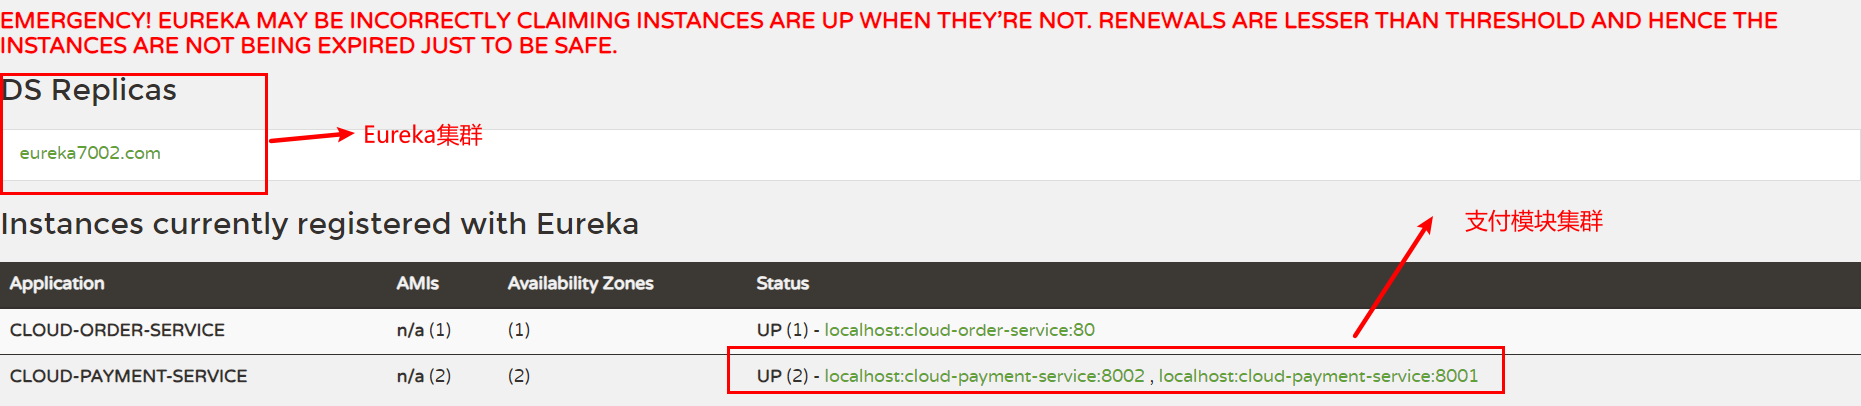 EMERGENCY! EUREKA MAY BE INCORRECTLY CLAIMING INSTANCES ARE UP WHEN THEY'RE NOT. RENEWALS ARE LESSER THAN THRESHOLD AND HENCE THE
INSTANCES ARE NOT BEING EXPIRED JUST TO BE SAFE.
DS Replicas
Eureka集群
eureka7002.com
Instances currently registered with Eureka
支付模块集群
Application AMIs Availability Zones Status
CLOUD-ORDER-SERVICE n/a (1) (1) UP (1) - localhost:cloud-order-service:80
CLOUD-PAYMENT-SERVICE n/a (2) (2) UP (2) - localhost:cloud-payment-service:8002 , localhost:cloud-payment-service:8001